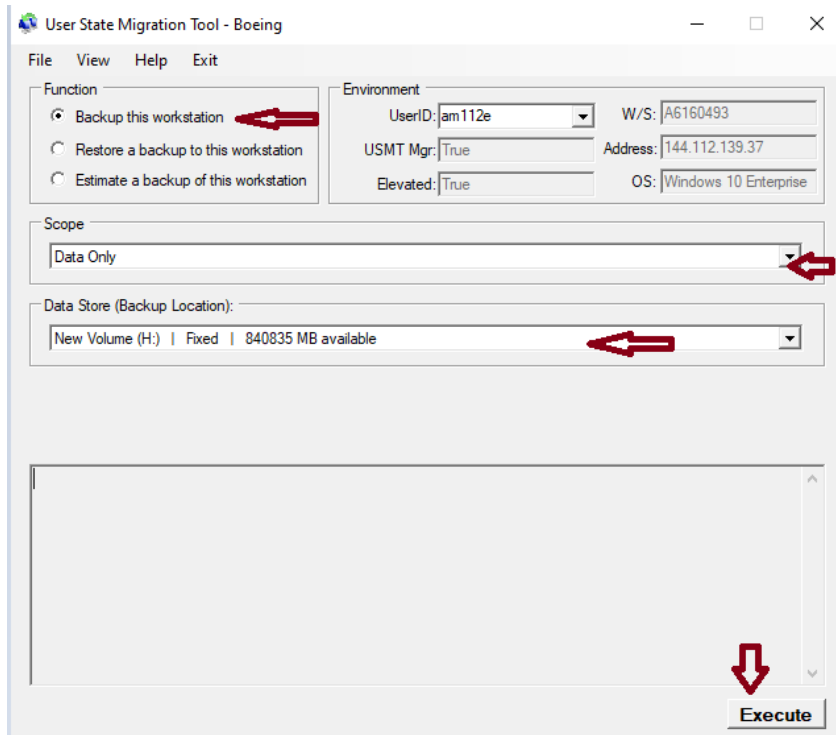 User State Migration Tool - Boeing
File View Help Exit
Function
Backup this workstation
Restore a backup to this workstation
Estimate a backup of this workstation
Environment
UserID: am112e
USMT Mgr: True
Elevated: True
W/S: A6160493
Address: 144.112.139.37
OS: Windows 10 Enterprise
Scope
Data Only
Data Store (Backup Location):
New Volume (H:) | Fixed | 840835 MB available
Execute